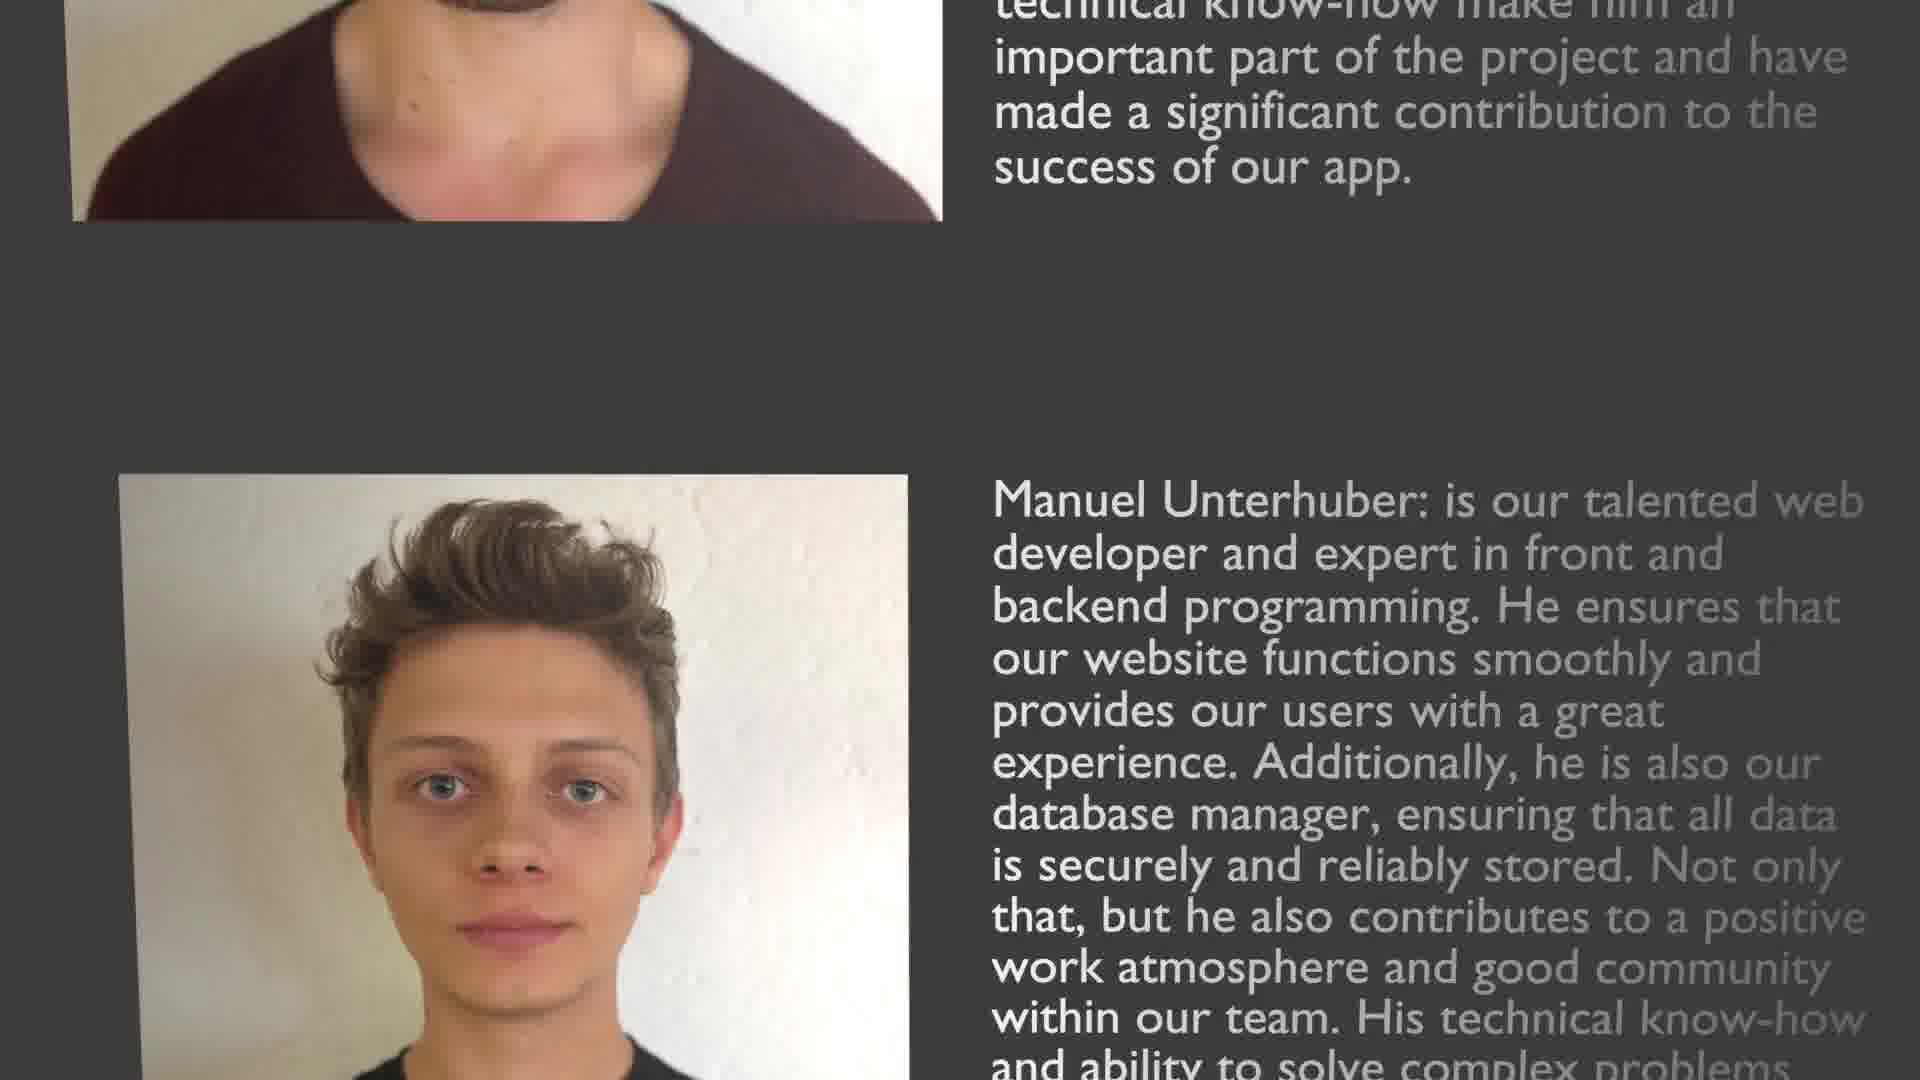 technical know-how make him an
important part of the project and have
made a significant contribution to the
success of our app.
Manuel Unterhuber: is our talented web
developer and expert in front and
backend programming. He ensures that
our website functions smoothly and
provides our users with a great
experience. Additionally, he is also our
database manager, ensuring that all data
is securely and reliably stored. Not only
that, but he also contributes to a positive
work atmosphere and good community
within our team. His technical know-how
and ability to solve complex problems